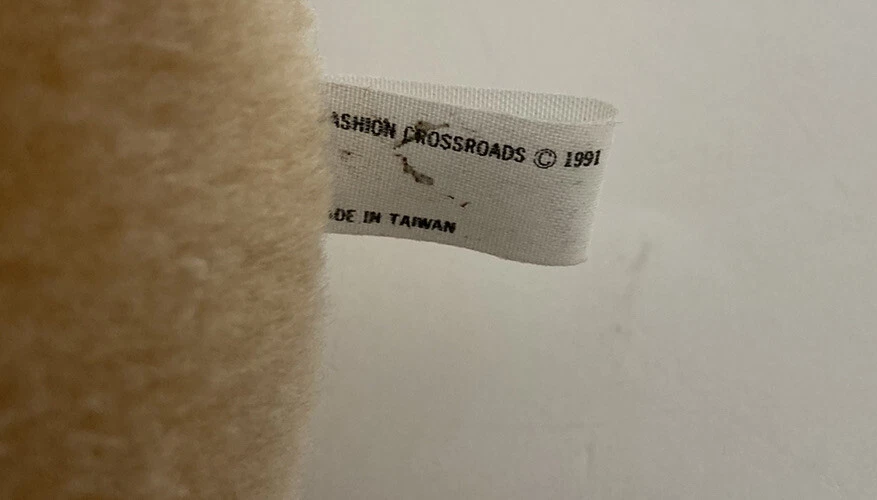 ASHION CROSSROADS © 1991
ADE IN TAIWAN